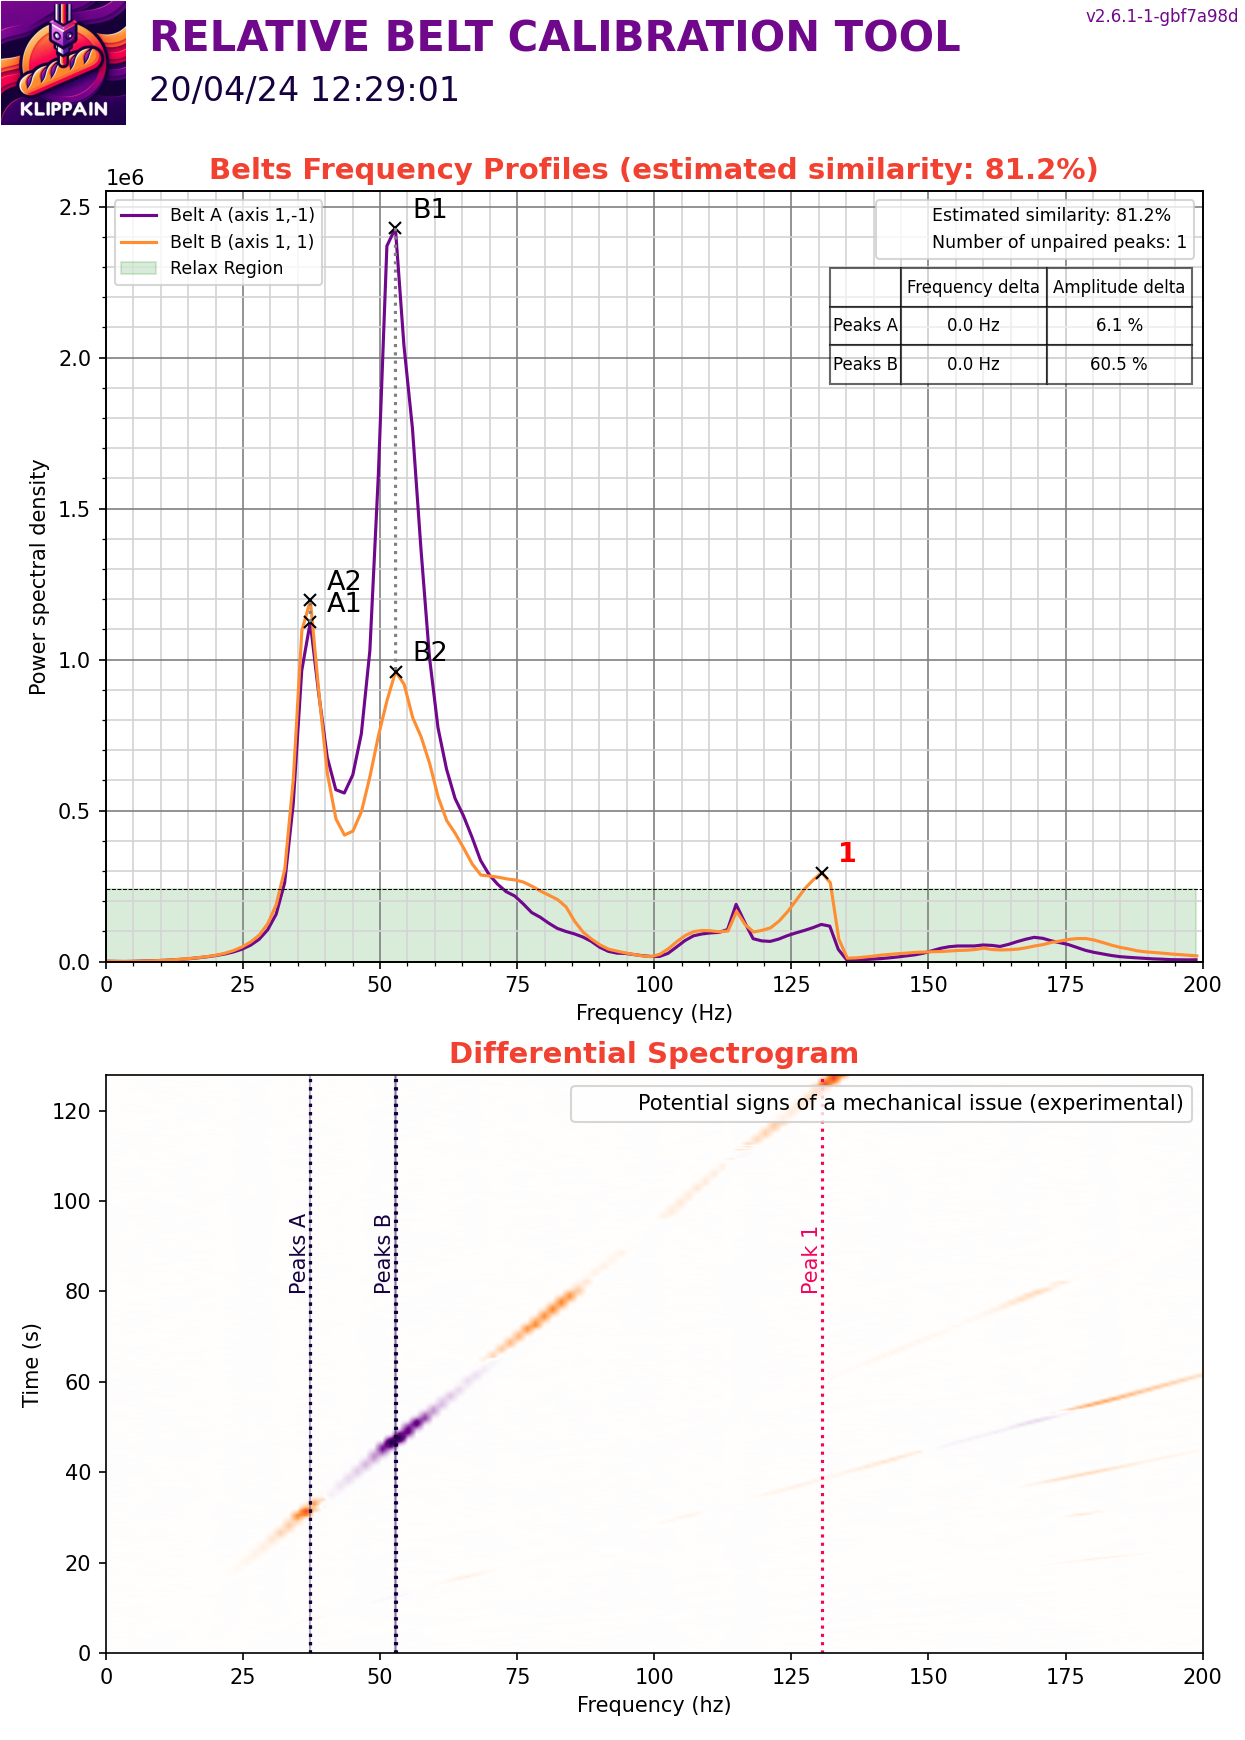 KLIPPAIN
RELATIVE BELT CALIBRATION TOOL
20/04/24 12:29:01
v2.6.1-1-gbf7a98d
Belts Frequency Profiles (estimated similarity: 81.2%)
1e6
Belt A (axis 1,-1)
Belt B (axis 1, 1)
Relax Region
Estimated similarity: 81.2%
Number of unpaired peaks: 1
Frequency delta Amplitude delta
Peaks A 0.0 Hz 6.1 %
Peaks B 0.0 Hz 60.5 %
B1
A2
A1
B2
1
Power spectral density
2.5
2.0
1.5
1.0
0.5
0.0
0 25 50 75 100 125 150 175 200
Frequency (Hz)
Differential Spectrogram
Potential signs of a mechanical issue (experimental)
Peaks A
Peaks B
Peak 1
Time (s)
120
100
80
60
40
20
0
0 25 50 75 100 125 150 175 200
Frequency (hz)